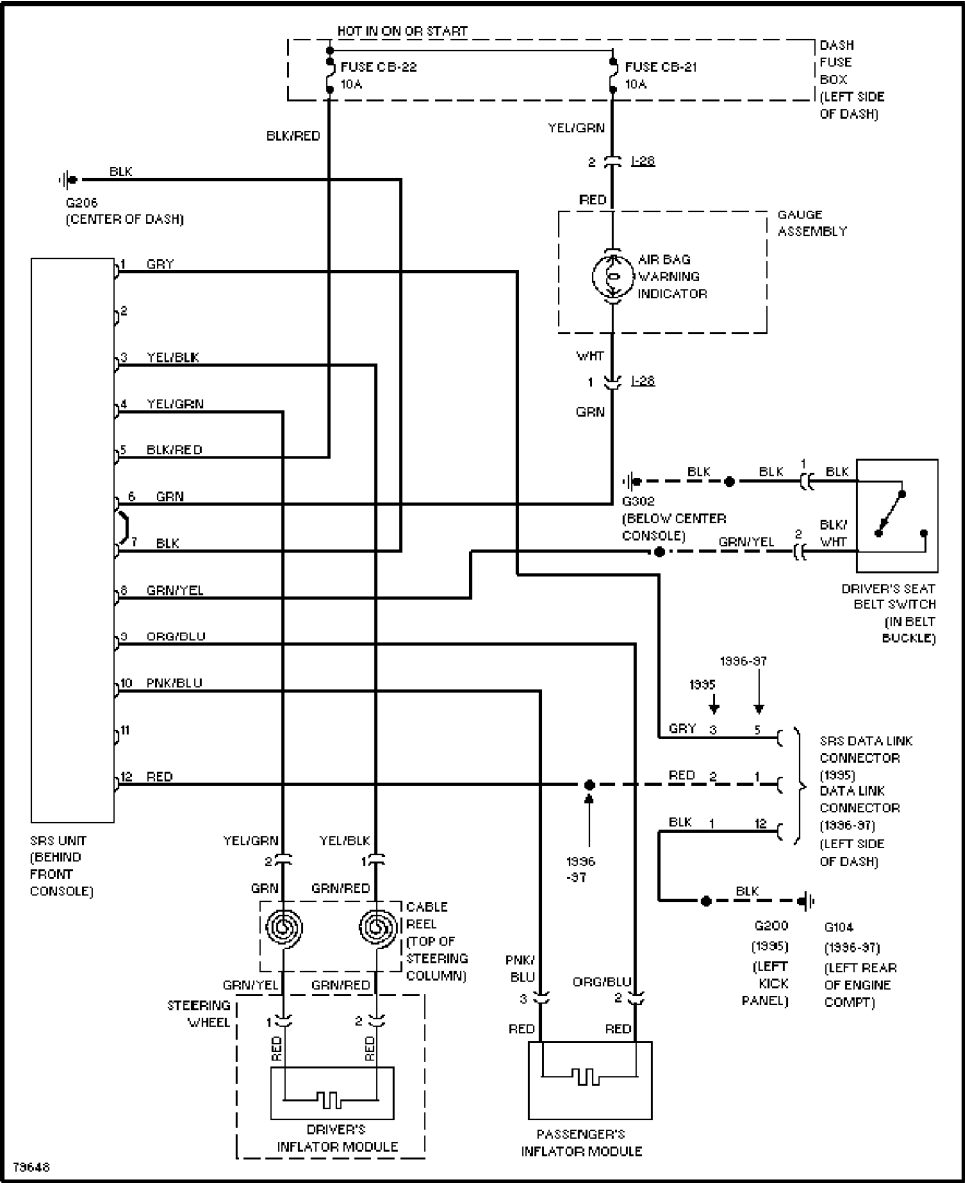 HOT IN ON OR START
FUSE CB-22
10A
FUSE CB-21
10A
DASH
FUSE
BOX
(LEFT SIDE
OF DASH)
BLK/RED
YEL/GRN
2
I-28
RED
BLK
G206
(CENTER OF DASH)
GAUGE
ASSEMBLY
AIR BAG
WARNING
INDICATOR
WHT
1
I-28
GRN
1 GRY
2
3 YEL/BLK
4 YEL/GRN
5 BLK/RED
6 GRN
7 BLK
8 GRN/YEL
9 ORG/BLU
10 PNK/BLU
11
12 RED
SRS UNIT
(BEHIND
FRONT
CONSOLE)
BLK
BLK
1
BLK
G302
(BELOW CENTER
CONSOLE)
GRN/YEL
2
BLK/
WHT
DRIVER'S SEAT
BELT SWITCH
(IN BELT
BUCKLE)
1996-97
1995
GRY 3 5
RED 2 1
BLK 1 12
SRS DATA LINK
CONNECTOR
(1995)
DATA LINK
CONNECTOR
(1996-97)
(LEFT SIDE
OF DASH)
1996
-97
BLK
G200
(1995)
(LEFT
KICK
PANEL)
G104
(1996-97)
(LEFT REAR
OF ENGINE
COMPT)
YEL/GRN
2
GRN
YEL/BLK
1
GRN/RED
CABLE
REEL
(TOP OF
STEERING
COLUMN)
GRN/YEL
GRN/RED
STEERING
WHEEL
1
2
RED
RED
DRIVER'S
INFLATOR MODULE
PNK/
BLU
3
RED
ORG/BLU
2
RED
PASSENGER'S
INFLATOR MODULE
79648